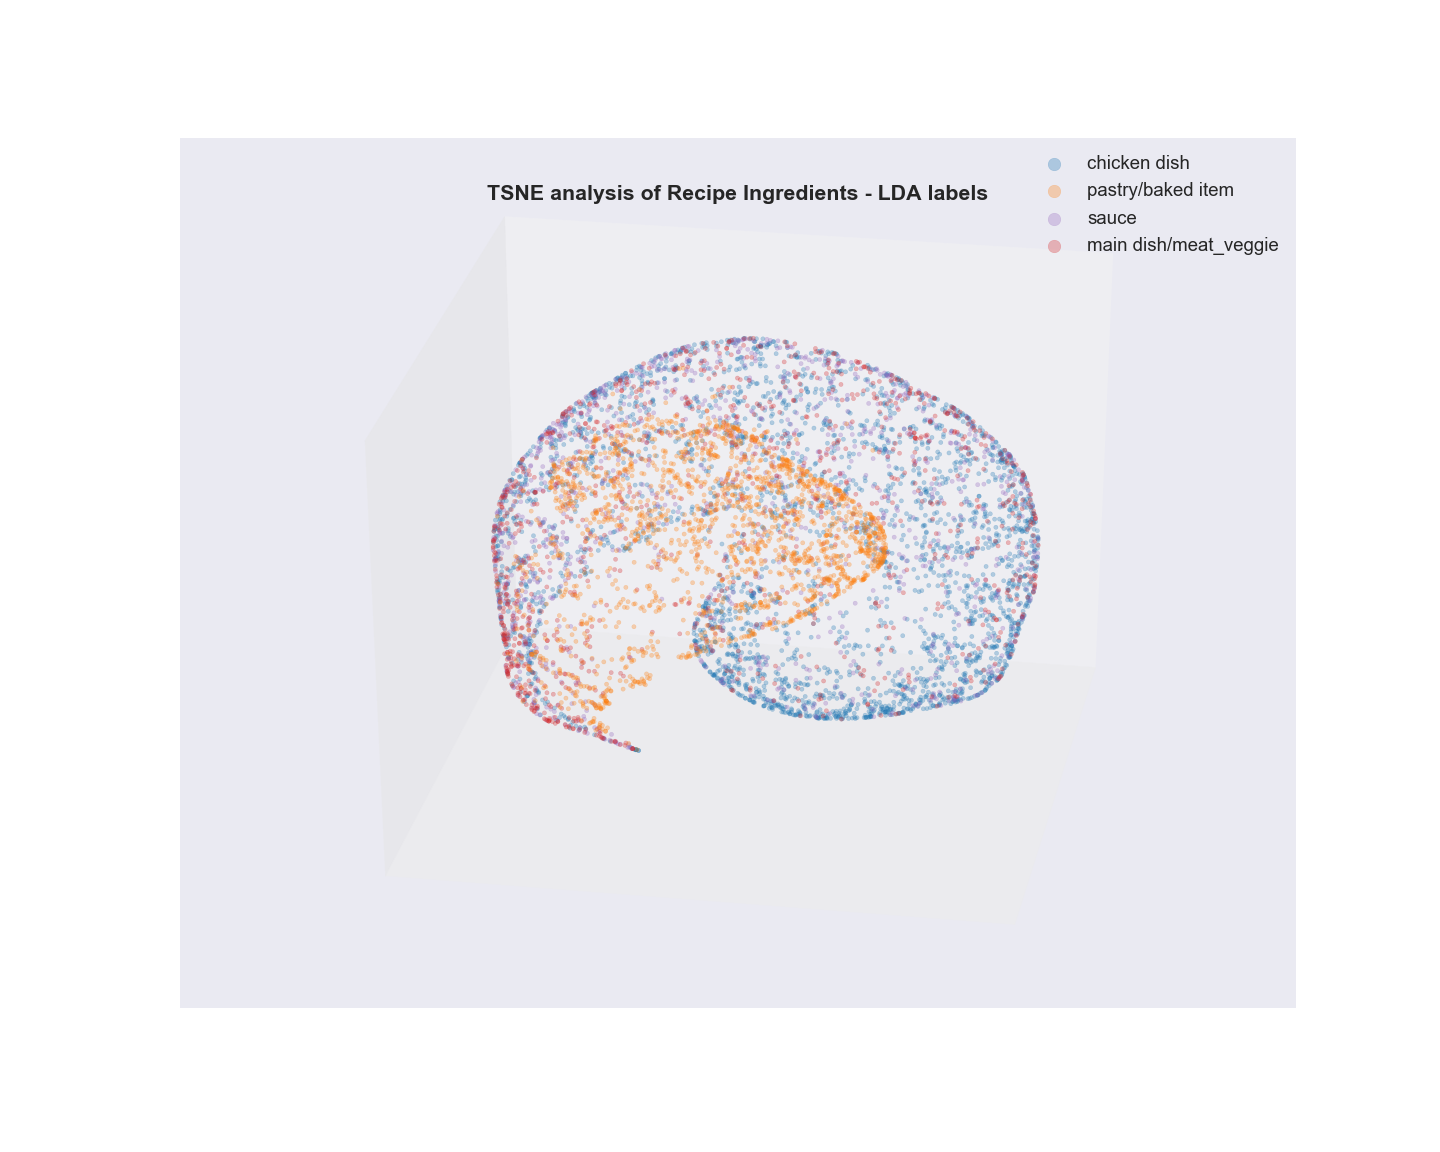 TSNE analysis of Recipe Ingredients - LDA labels
chicken dish
pastry/baked item
sauce
main dish/meat_veggie